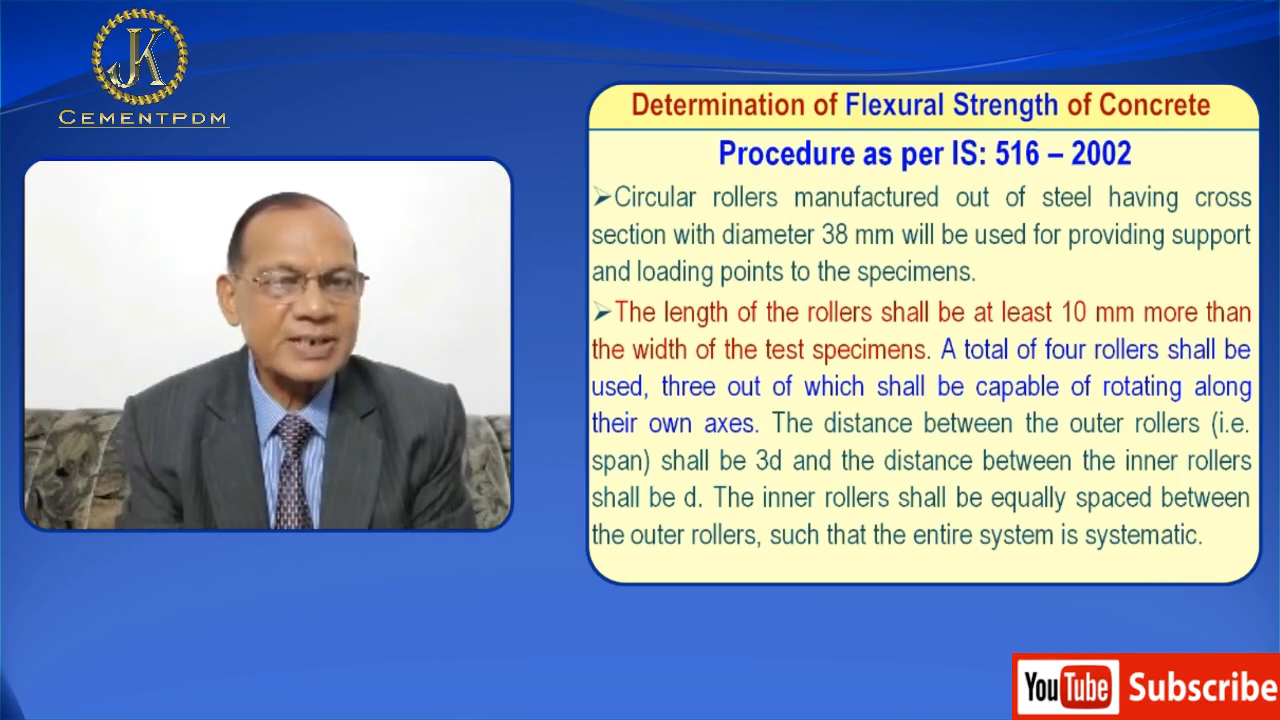 JK
CEMENTPDM
Determination of Flexural Strength of Concrete
Procedure as per IS: 516 – 2002
➢Circular rollers manufactured out of steel having cross
section with diameter 38 mm will be used for providing support
and loading points to the specimens.
➢The length of the rollers shall be at least 10 mm more than
the width of the test specimens. A total of four rollers shall be
used, three out of which shall be capable of rotating along
their own axes. The distance between the outer rollers (i.e.
span) shall be 3d and the distance between the inner rollers
shall be d. The inner rollers shall be equally spaced between
the outer rollers, such that the entire system is systematic.
YouTube Subscribe